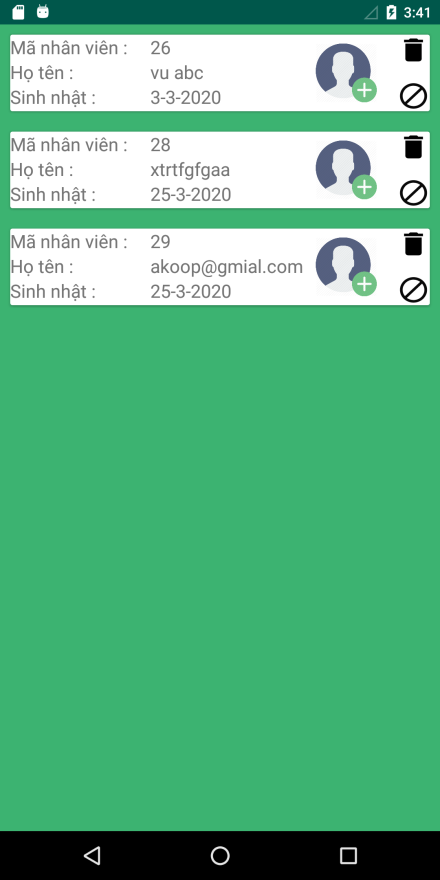 3:41
Mã nhân viên : 26
Họ tên : vu abc
Sinh nhật : 3-3-2020
Mã nhân viên : 28
Họ tên : xtrtfgfgaa
Sinh nhật : 25-3-2020
Mã nhân viên : 29
Họ tên : akoop@gmial.com
Sinh nhật : 25-3-2020